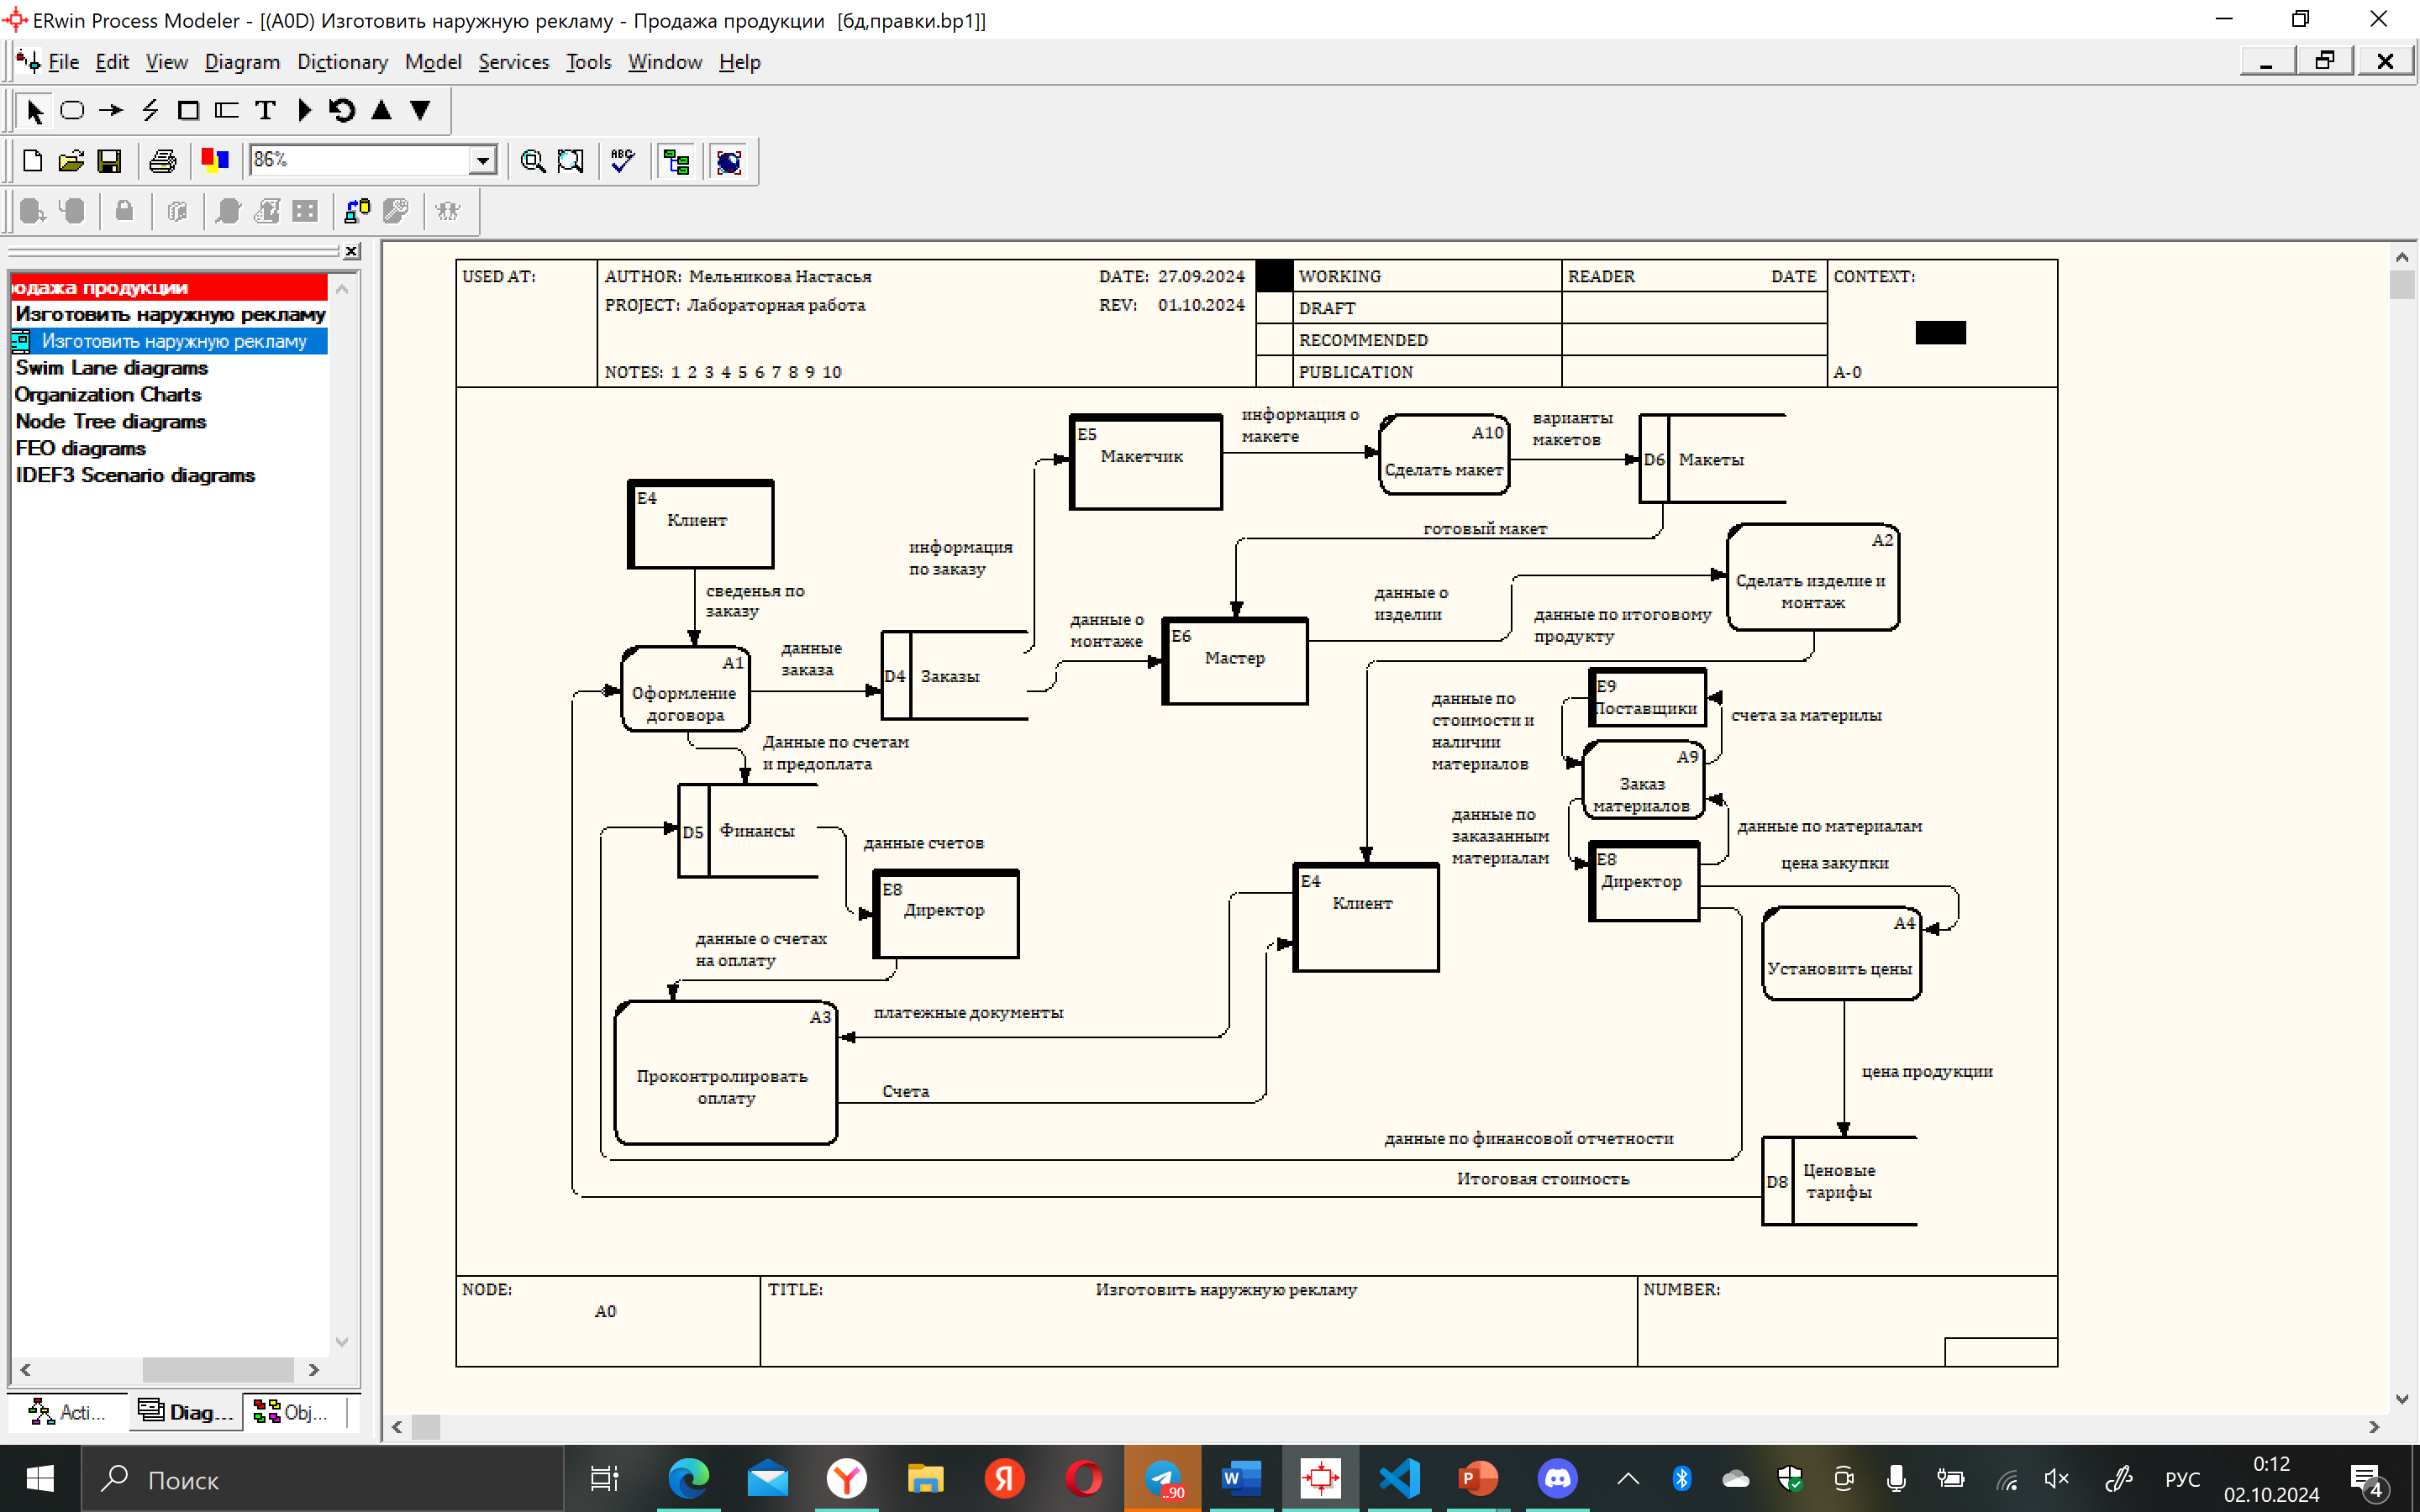 ERwin Process Modeler - [(A0D) Изготовить наружную рекламу - Продажа продукции  [бд,правки.bp1]]
File Edit View Diagram Dictionary Model Services Tools Window Help
86%
ABC
одажа продукции
Изготовить наружную рекламу
Изготовить наружную рекламу
Swim Lane diagrams
Organization Charts
Node Tree diagrams
FEO diagrams
IDEF3 Scenario diagrams
Acti...
Diag...
Obj...
USED AT:
AUTHOR: Мельникова Настасья
DATE: 27.09.2024
PROJECT: Лабораторная работа
REV: 01.10.2024
NOTES: 1 2 3 4 5 6 7 8 9 10
WORKING
DRAFT
RECOMMENDED
PUBLICATION
READER
DATE
CONTEXT:
A-0
E5
Макетчик
информация о
макете
A10
Сделать макет
варианты
макетов
D6
Макеты
E4
Клиент
готовый макет
информация
по заказу
A2
Сделать изделие и
монтаж
сведенья по
заказу
данные о
изделии
данные по итоговому
продукту
данные о
монтаже
E6
Мастер
данные
заказа
A1
Оформление
договора
D4
Заказы
E9
Поставщики
данные по
стоимости и
наличии
материалов
счета за материлы
Данные по счетам
и предоплата
A9
Заказ
материалов
D5
Финансы
данные счетов
данные по
заказанным
материалам
данные по материалам
E8
Директор
цена закупки
E8
Директор
E4
Клиент
A4
Установить цены
данные о счетах
на оплату
платежные документы
A3
Проконтролировать
оплату
Счета
цена продукции
данные по финансовой отчетности
Итоговая стоимость
D8
Ценовые
тарифы
NODE:
A0
TITLE:
Изготовить наружную рекламу
NUMBER:
Поиск
..90
РУС
0:12
02.10.2024
4